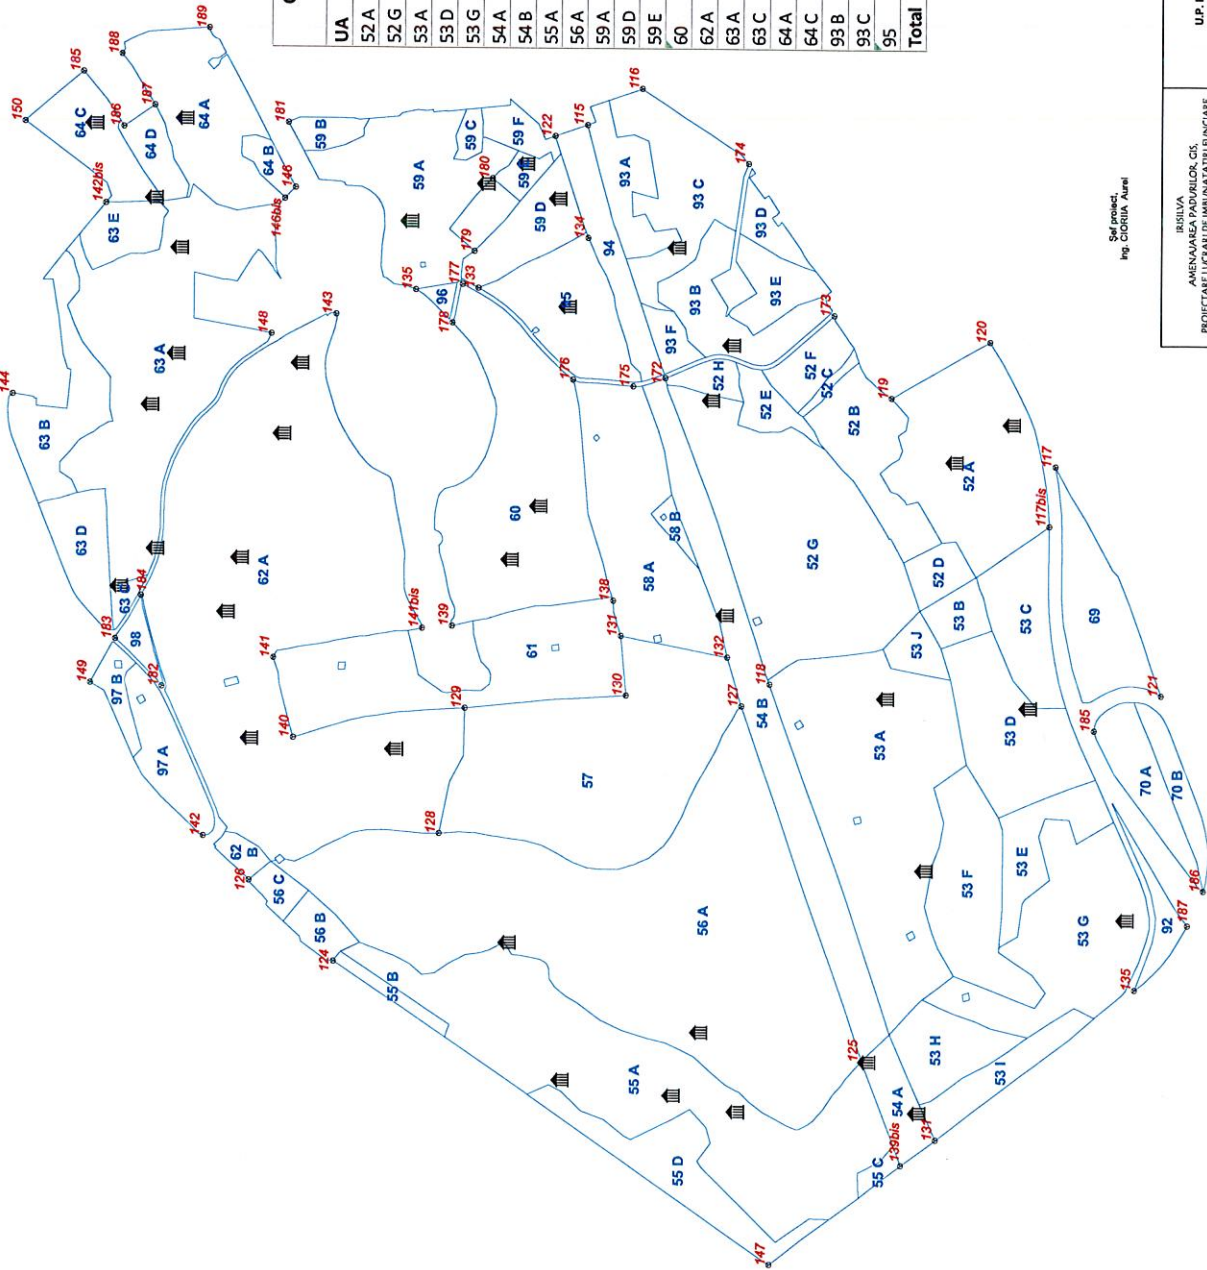 150
185
188
189
64 C
186
187
64 D
64 A
142bis
63 E
181
59 B
64 B
146
146bis
59 C
59 F
122
115
116
59 A
180
174
93 A
59 D
93 C
134
94
93 D
179
177
133
135
96
178
143
148
63 A
144
63 B
93 B
93 E
93 F
173
176
175
172
52 H
52 F
52 C
52 E
52 B
119
120
63 D
62 A
60
58 B
52 G
52 A
117
117bis
183
184
98
149
97 B
182
141
141bis
139
138
58 A
131
61
132
118
130
129
127
54 B
52 D
53 B
53 J
53 C
69
121
53 A
53 D
185
140
97 A
142
57
128
62
B
126
56 C
56 B
124
55 B
56 A
53 F
53 E
53 G
70 A
70 B
186
187
92
135
125
55 A
53 H
53 I
54 A
131
139bis
55 C
55 D
147
UA
52 A
52 G
53 A
53 D
53 G
54 A
54 B
55 A
56 A
59 A
59 D
59 E
60
62 A
63 A
63 C
64 A
64 C
93 B
93 C
95
Total
Șef proiect,
Ing. CIORIIA Aurel
IRISILVA
AMENAJAREA PADURILOR, GIS,